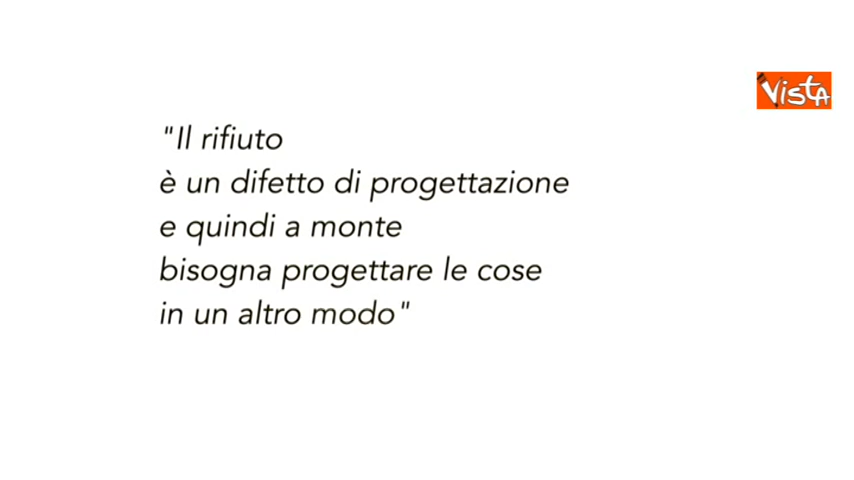 VISTA
"Il rifiuto
è un difetto di progettazione
e quindi a monte
bisogna progettare le cose
in un altro modo"